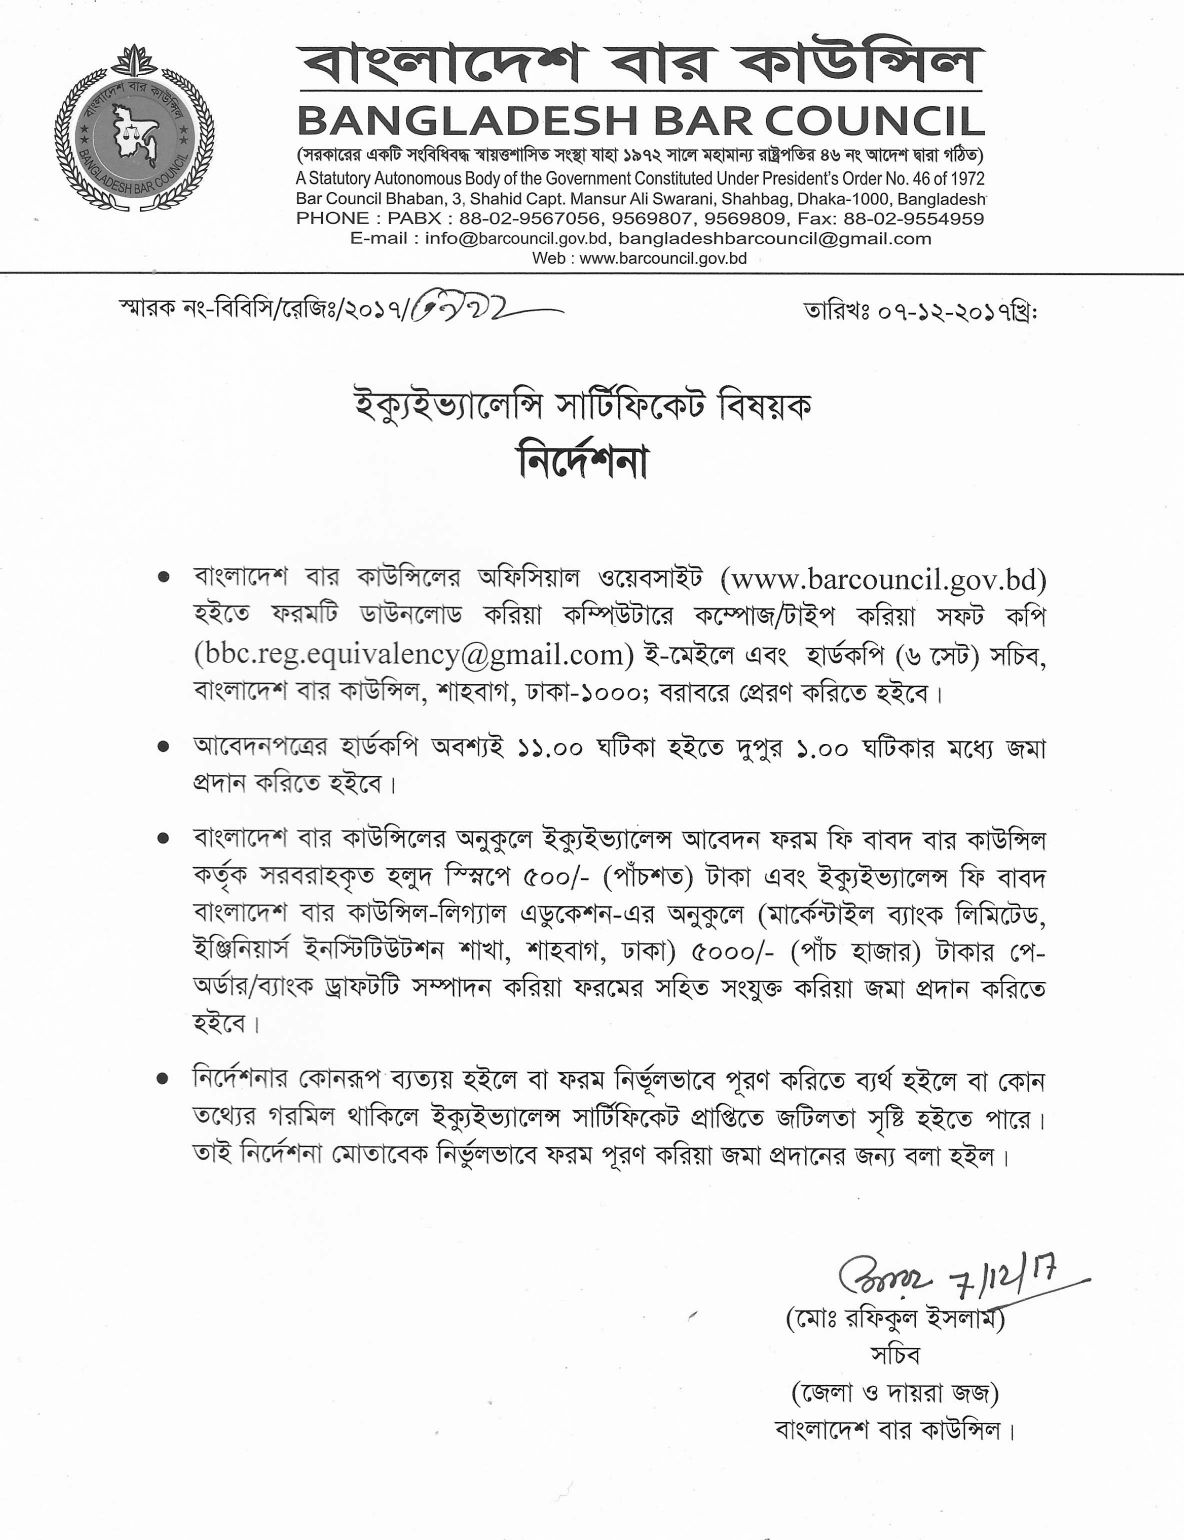 বাংলাদেশ বার কাউন্সিল
BANGLADESH BAR COUNCIL
(সরকারের একটি সংবিধিবদ্ধ স্বায়ত্তশাসিত সংস্থা যাহা ১৯৭২ সালে মহামান্য রাষ্ট্রপতির ৪৬ নং আদেশ দ্বারা গঠিত)
A Statutory Autonomous Body of the Government Constituted Under President's Order No. 46 of 1972
Bar Council Bhaban, 3, Shahid Capt. Mansur Ali Swarani, Shahbag, Dhaka-1000, Bangladesh
PHONE : PABX : 88-02-9567056, 9569807, 9569809, Fax: 88-02-9554959
E-mail : info@barcouncil.gov.bd, bangladeshbarcouncil@gmail.com
Web : www.barcouncil.gov.bd
বাংলাদেশ বার কাউন্সিল
BANGLADESH BAR COUNCIL
স্মারক নং-বিবিসি/রেজিঃ/২০১৭/
তারিখঃ ০৭-১২-২০১৭খ্রি:
ইক্যুইভ্যালেন্সি সার্টিফিকেট বিষয়ক
নির্দেশনা
• বাংলাদেশ বার কাউন্সিলের অফিসিয়াল ওয়েবসাইট (www.barcouncil.gov.bd)
হইতে ফরমটি ডাউনলোড করিয়া কম্পিউটারে কম্পোজ/টাইপ করিয়া সফট কপি
(bbc.reg.equivalency@gmail.com) ই-মেইলে এবং হার্ডকপি (৬ সেট) সচিব,
বাংলাদেশ বার কাউন্সিল, শাহবাগ, ঢাকা-১০০০; বরাবরে প্রেরণ করিতে হইবে।
• আবেদনপত্রের হার্ডকপি অবশ্যই ১১.০০ ঘটিকা হইতে দুপুর ১.০০ ঘটিকার মধ্যে জমা
প্রদান করিতে হইবে।
• বাংলাদেশ বার কাউন্সিলের অনুকুলে ইক্যুইভ্যালেন্স আবেদন ফরম ফি বাবদ বার কাউন্সিল
কর্তৃক সরবরাহকৃত হলুদ স্লিপে ৫০০/- (পাঁচশত) টাকা এবং ইক্যুইভ্যালেন্স ফি বাবদ
বাংলাদেশ বার কাউন্সিল-লিগ্যাল এডুকেশন-এর অনুকুলে (মার্কেন্টাইল ব্যাংক লিমিটেড,
ইঞ্জিনিয়ার্স ইনস্টিটিউটশন শাখা, শাহবাগ, ঢাকা) ৫০০০/- (পাঁচ হাজার) টাকার পে-
অর্ডার/ব্যাংক ড্রাফটটি সম্পাদন করিয়া ফরমের সহিত সংযুক্ত করিয়া জমা প্রদান করিতে
হইবে।
• নির্দেশনার কোনরূপ ব্যত্যয় হইলে বা ফরম নির্ভূলভাবে পূরণ করিতে ব্যর্থ হইলে বা কোন
তথ্যের গরমিল থাকিলে ইক্যুইভ্যালেন্স সার্টিফিকেট প্রাপ্তিতে জটিলতা সৃষ্টি হইতে পারে।
তাই নির্দেশনা মোতাবেক নির্ভুলভাবে ফরম পূরণ করিয়া জমা প্রদানের জন্য বলা হইল।
7/12/17
(মোঃ রফিকুল ইসলাম)
সচিব
(জেলা ও দায়রা জজ)
বাংলাদেশ বার কাউন্সিল।